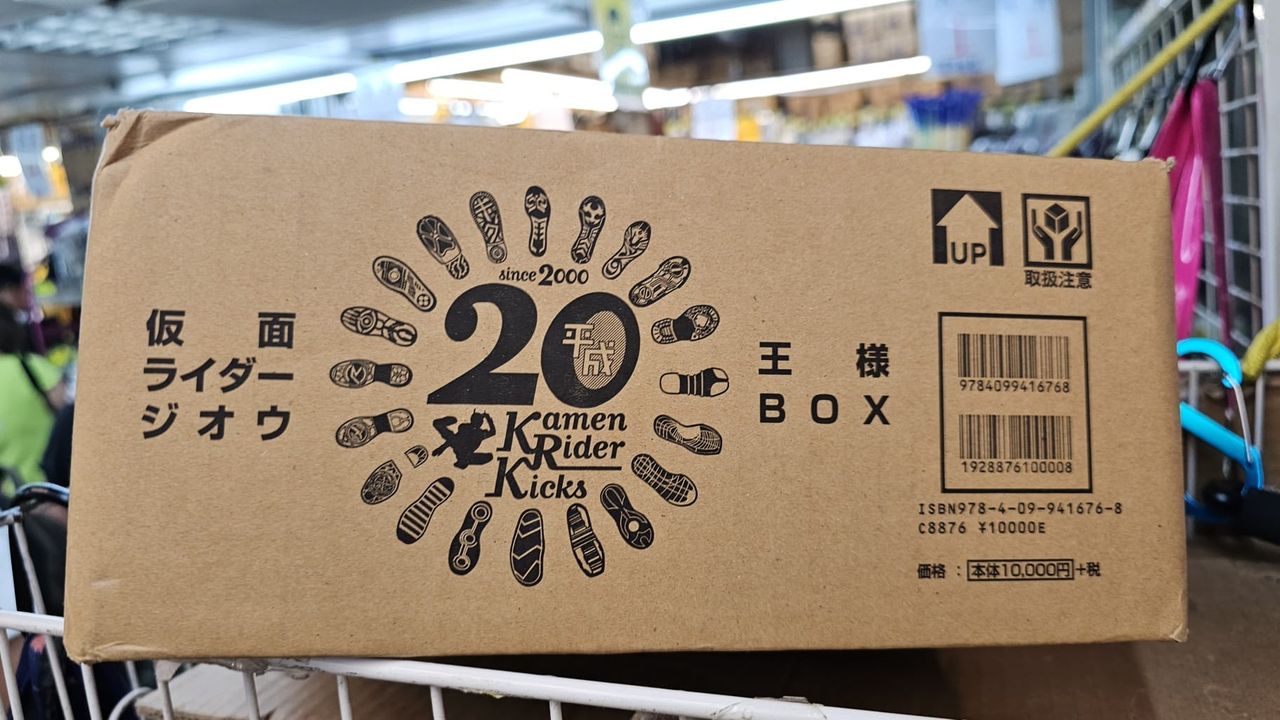 仮面
ライダー
ジオウ
since 2000
20
平成
Kamen
Rider
Kicks
王様
BOX
UP
取扱注意
9784099416768
1928876100008
ISBN978-4-09-941676-8
C8876 ¥10000E
価格：本体10,000円+税